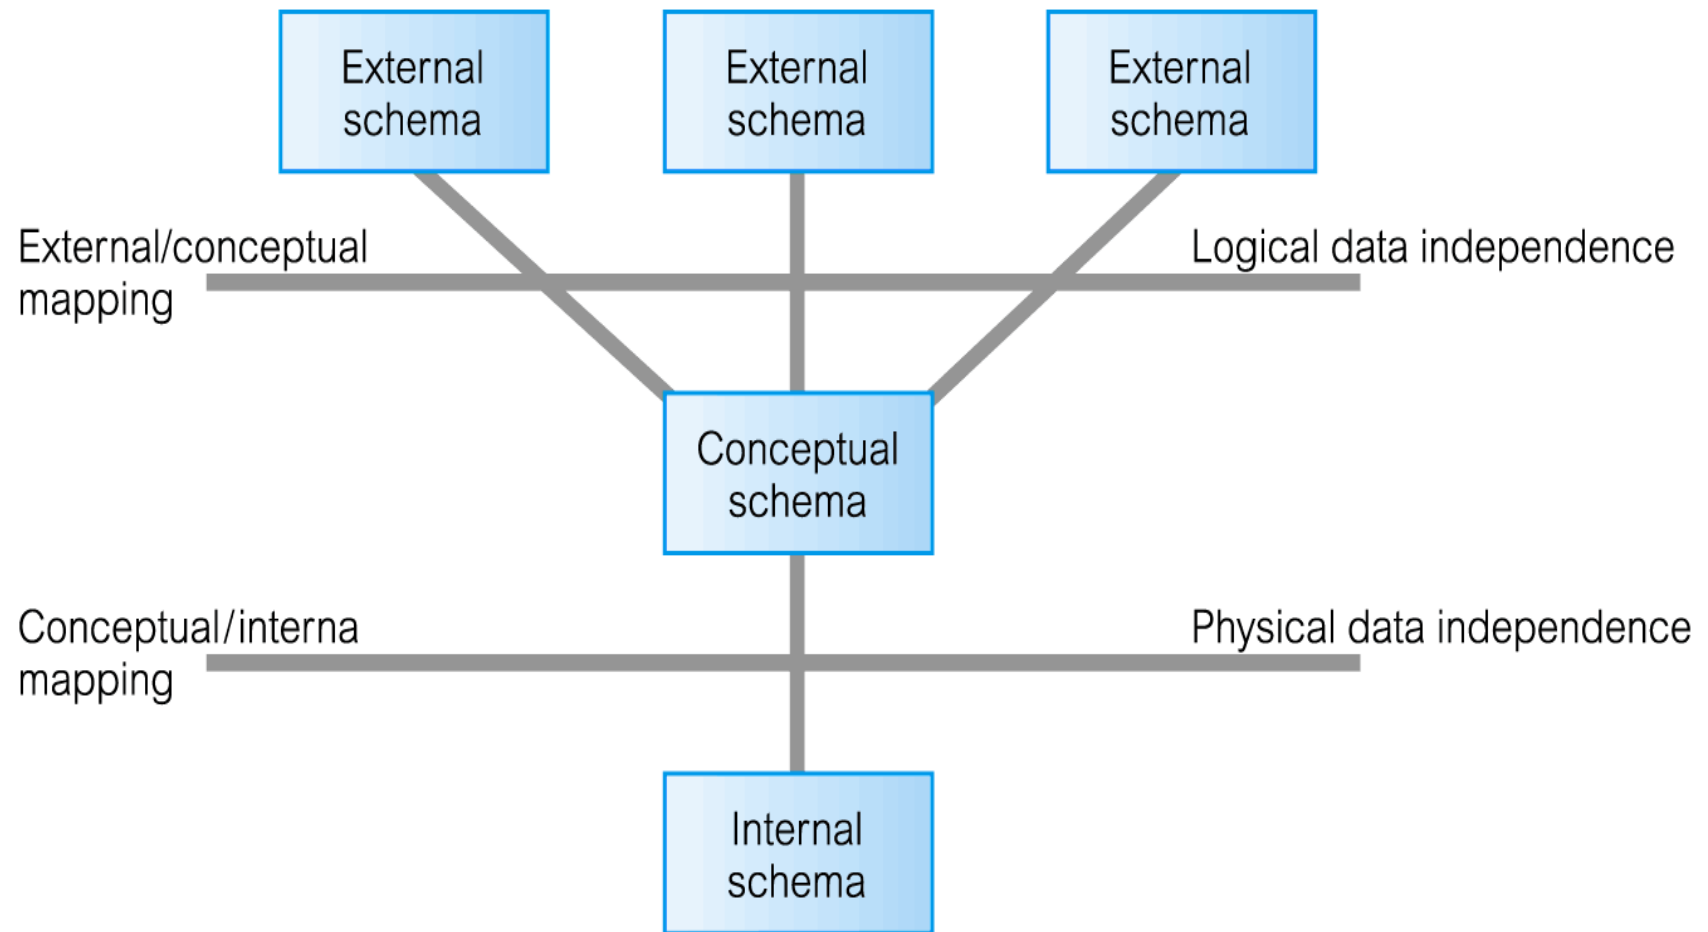 External
schema
External
schema
External
schema
External/conceptual
mapping
Logical data independence
Conceptual
schema
Conceptual/interna
mapping
Physical data independence
Internal
schema